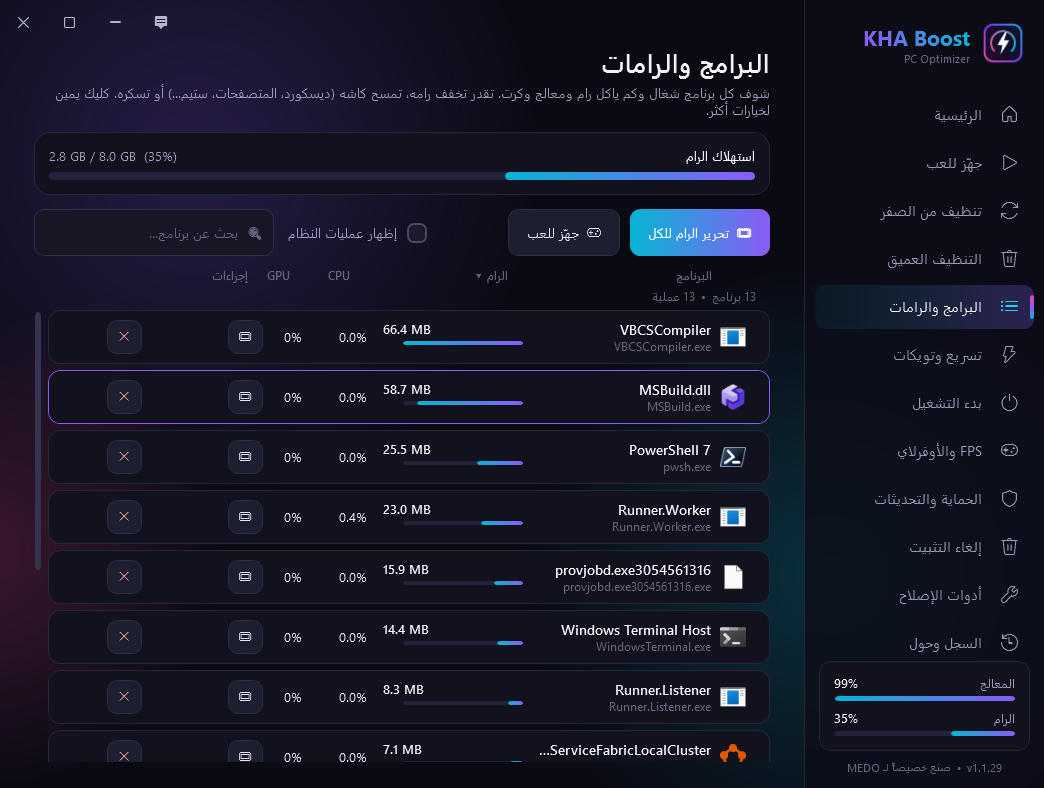 KHA Boost
PC Optimizer
الرئيسية
جهّز للعب
تنظيف من الصفر
التنظيف العميق
البرامج والرامات
تسريع وتويكات
بدء التشغيل
FPS والأوفرلاي
الحماية والتحديثات
إلغاء التثبيت
أدوات الإصلاح
السجل وحول
المعالج 99%
الرام 35%
v1.1.29 • صنع خصيصاً لـ MEDO
البرامج والرامات
شوف كل برنامج شغال وكم ياكل رام ومعالج وكرت. تقدر تخفف رامه، تمسح كاشه (ديسكورد، المتصفحات، ستيم...) أو تسكره. كليك يمين
لخيارات أكثر.
استهلاك الرام 2.8 GB / 8.0 GB (35%)
تحرير الرام للكل
جهّز للعب
إظهار عمليات النظام
بحث عن برنامج...
البرنامج الرام ▾ CPU GPU إجراءات
13 برنامج • 13 عملية
VBCSCompiler 66.4 MB 0.0% 0%
VBCSCompiler.exe
MSBuild.dll 58.7 MB 0.0% 0%
MSBuild.exe
PowerShell 7 25.5 MB 0.0% 0%
pwsh.exe
Runner.Worker 23.0 MB 0.4% 0%
Runner.Worker.exe
provjobd.exe3054561316 15.9 MB 0.0% 0%
provjobd.exe3054561316.exe
Windows Terminal Host 14.4 MB 0.0% 0%
WindowsTerminal.exe
Runner.Listener 8.3 MB 0.0% 0%
Runner.Listener.exe
ServiceFabricLocalCluster... 7.1 MB 0.0% 0%